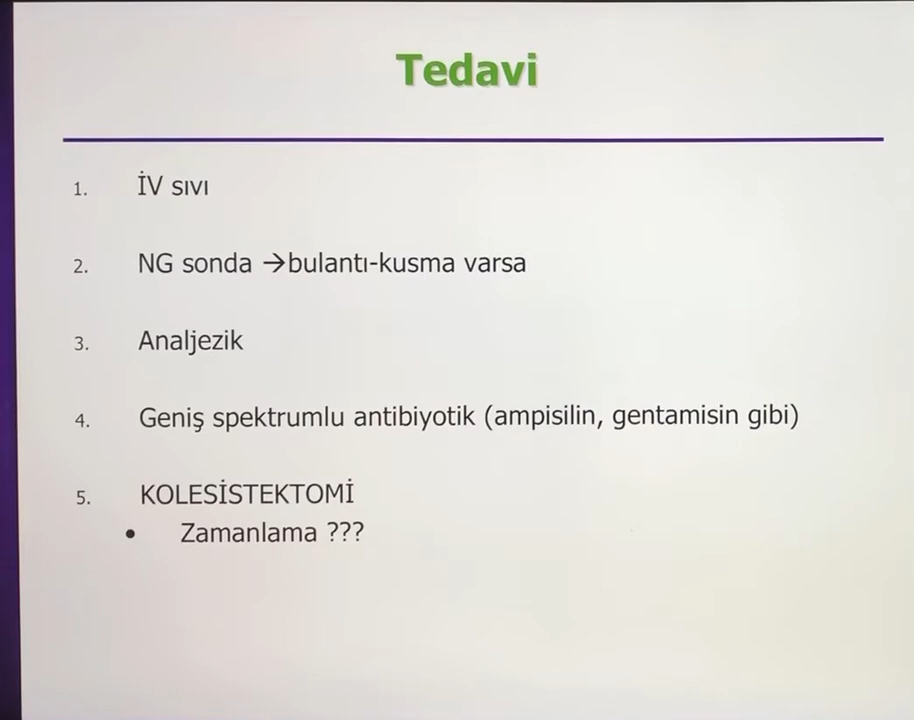 Tedavi
1. İV sıvı
2. NG sonda →bulantı-kusma varsa
3. Analjezik
4. Geniş spektrumlu antibiyotik (ampisilin, gentamisin gibi)
5. KOLESİSTEKTOMİ
• Zamanlama ???